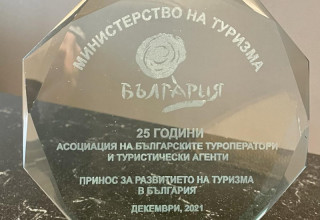 МИНИСТЕРСТВО НА ТУРИЗМА
БЪЛГАРИЯ
25 ГОДИНИ
АСОЦИАЦИЯ НА БЪЛГАРСКИТЕ ТУРОПЕРАТОРИ
И ТУРИСТИЧЕСКИ АГЕНТИ
ПРИНОС ЗА РАЗВИТИЕТО НА ТУРИЗМА
В БЪЛГАРИЯ
ДЕКЕМВРИ, 2021